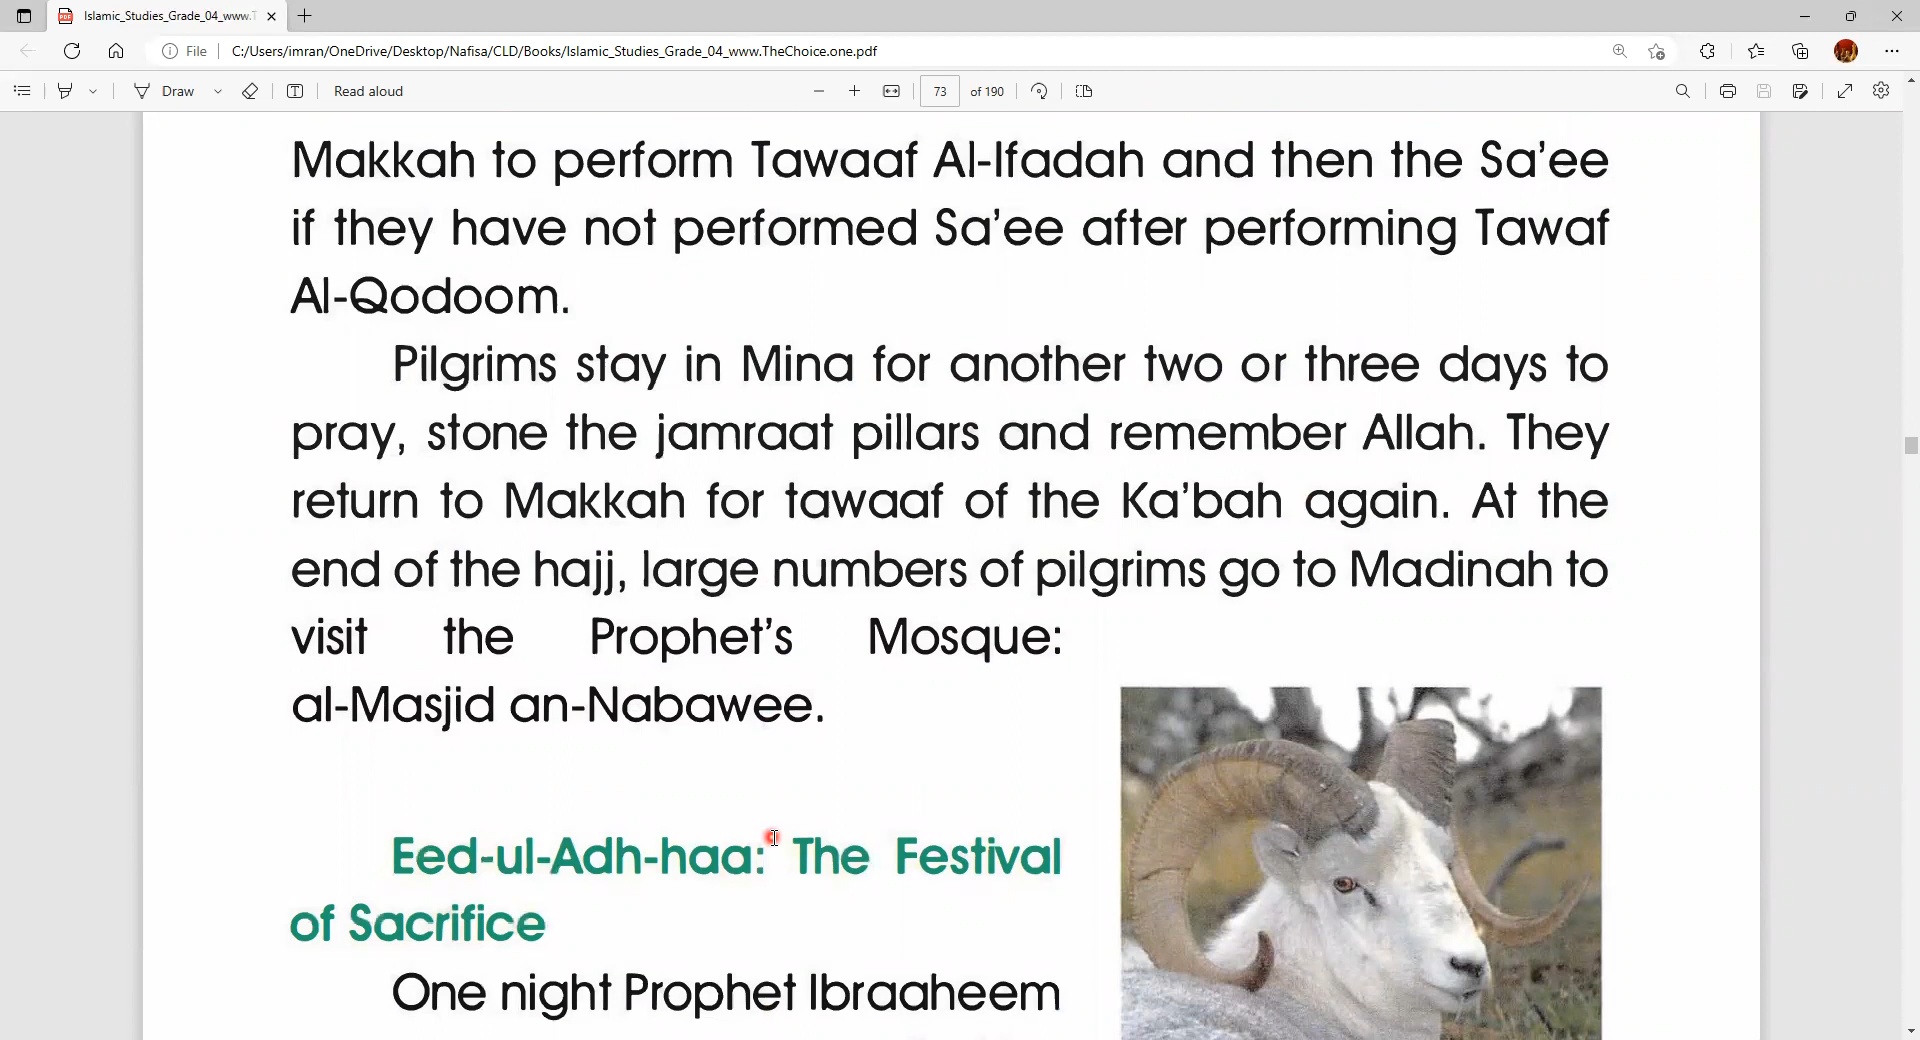 Islamic_Studies_Grade_04_www.T
File
C:/Users/imran/OneDrive/Desktop/Nafisa/CLD/Books/Islamic_Studies_Grade_04_www.TheChoice.one.pdf
Draw
Read aloud
73 of 190
Makkah to perform Tawaaf Al-Ifadah and then the Sa'ee
if they have not performed Sa'ee after performing Tawaf
Al-Qodoom.
Pilgrims stay in Mina for another two or three days to
pray, stone the jamraat pillars and remember Allah. They
return to Makkah for tawaaf of the Ka'bah again. At the
end of the hajj, large numbers of pilgrims go to Madinah to
visit the Prophet's Mosque:
al-Masjid an-Nabawee.
Eed-ul-Adh-haa: The Festival
of Sacrifice
One night Prophet Ibraaheem